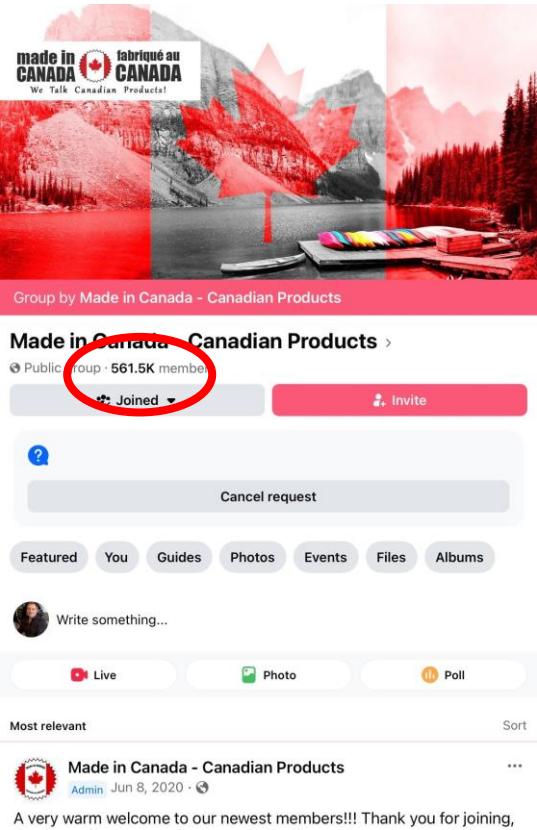 made in CANADA
fabriqué au CANADA
We Talk Canadian Products!
Group by Made in Canada - Canadian Products
Made in Canada - Canadian Products
Public group · 561.5K members
Joined
Invite
Cancel request
Featured
You
Guides
Photos
Events
Files
Albums
Write something...
Live
Photo
Poll
Most relevant
Sort
Made in Canada - Canadian Products
Admin Jun 8, 2020 ·
A very warm welcome to our newest members!!! Thank you for joining,